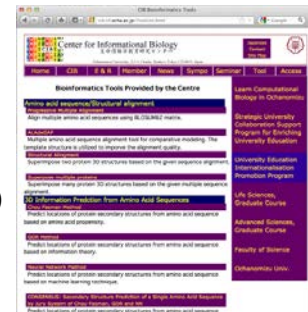 CIB Bioinformatics Tools
Center for Informational Biology
Home CIB E & R Member News Sympo Seminar Tool Access
Bioinformatics Tools Provided by the Centre
Amino acid sequence/Structural alignment
Progressive Multiple Alignment
Align multiple amino acid sequences using BLOSUM62 matrix.
ALAdeGAP
Multiple amino acid sequence alignment tool for comparative modeling. The
template structure is utilized to improve the alignment quality.
Structural Alignment
Superimpose two protein 3D structures based on the given sequence alignment.
Superpose multiple proteins
Superimpose many protein 3D structures based on the given multiple sequence
alignment.
3D Information Prediction from Amino Acid Sequences
Chou Fasman Method
Predict locations of protein secondary structures from amino acid sequence
based on amino acid propensity.
GOR Method
Predict locations of protein secondary structures from amino acid sequence
based on information theory.
Neural Network Method
Predict locations of protein secondary structures from amino acid sequence
based on machine learning technique.
CONSENSUS: Secondary Structure Prediction of a Single Amino Acid Sequence
by Jury System of Chou Fasman, GOR and NN
Predict locations of protein secondary structures from amino acid sequence
Learn Computational
Biology in Ochanomizu
Strategic University
Collaboration Support
Program for Enriching
University Education
University Education
Internationalisation
Promotion Program
Life Sciences,
Graduate Course
Advanced Sciences,
Graduate Course
Faculty of Science
Ochanomizu Univ.